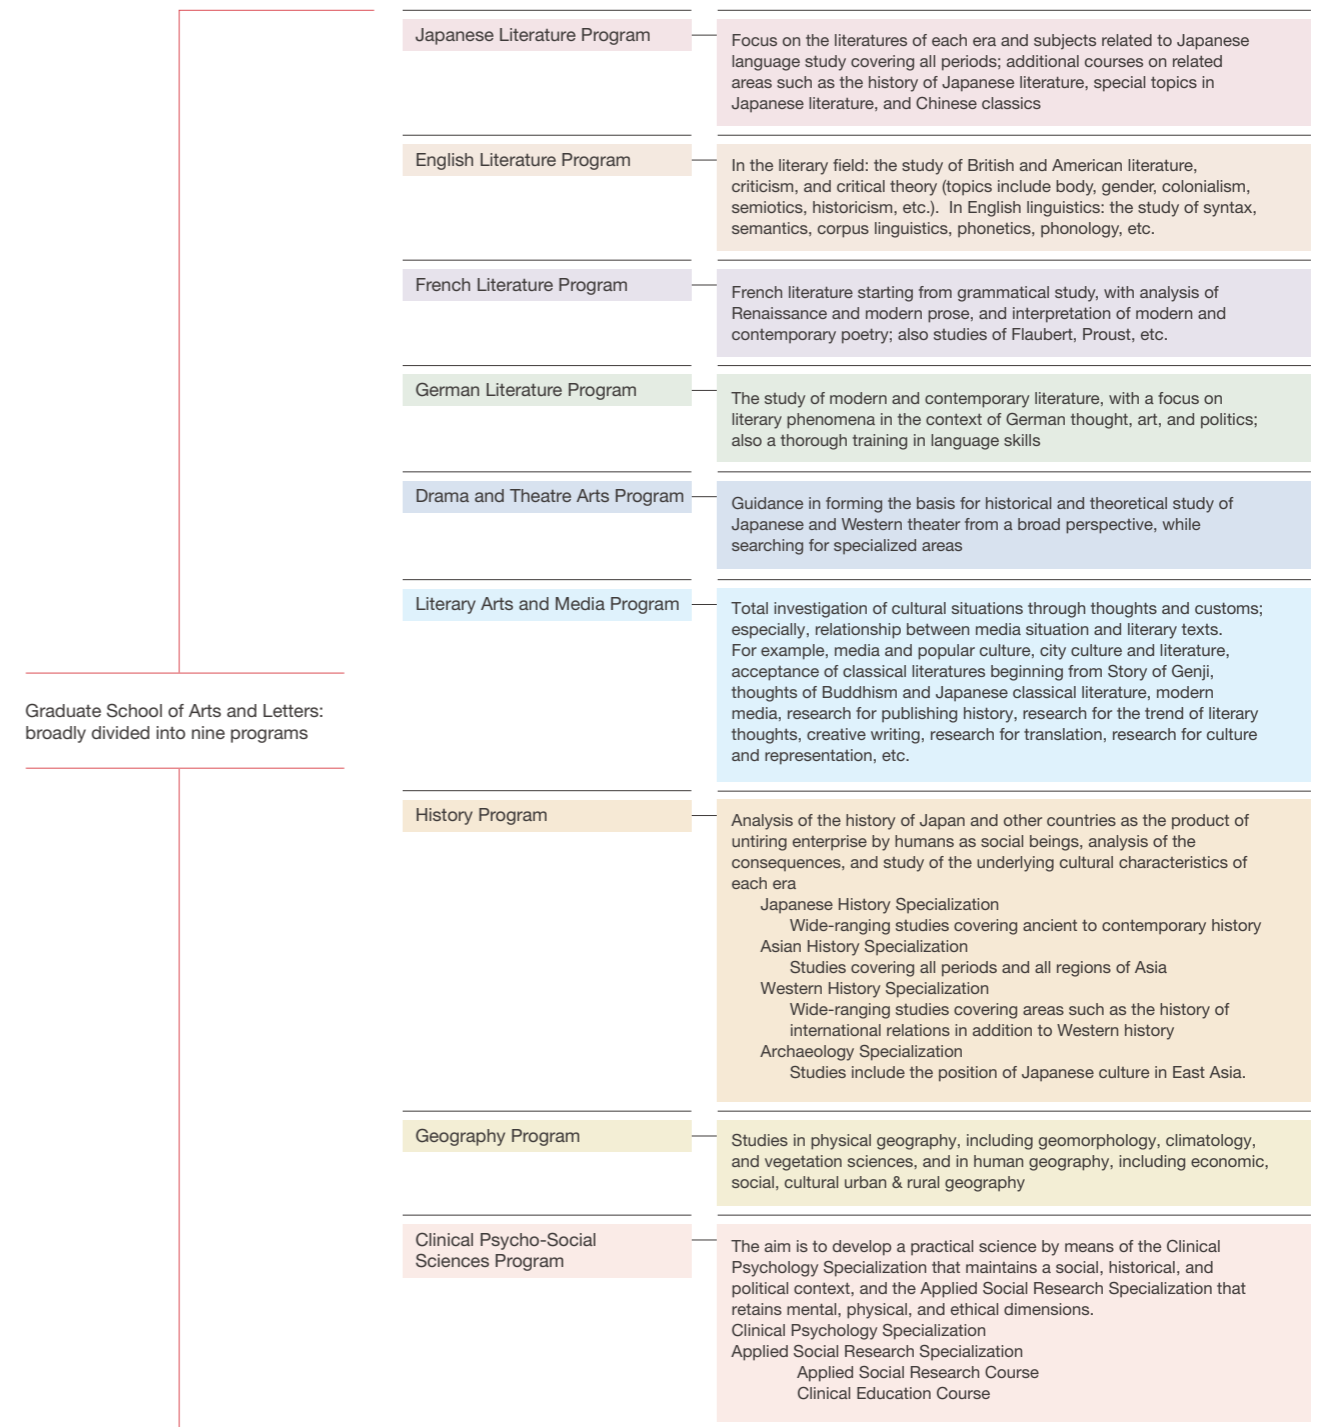 Graduate School of Arts and Letters:
broadly divided into nine programs
Japanese Literature Program
Focus on the literatures of each era and subjects related to Japanese
language study covering all periods; additional courses on related
areas such as the history of Japanese literature, special topics in
Japanese literature, and Chinese classics
English Literature Program
In the literary field: the study of British and American literature,
criticism, and critical theory (topics include body, gender, colonialism,
semiotics, historicism, etc.).  In English linguistics: the study of syntax,
semantics, corpus linguistics, phonetics, phonology, etc.
French Literature Program
French literature starting from grammatical study, with analysis of
Renaissance and modern prose, and interpretation of modern and
contemporary poetry; also studies of Flaubert, Proust, etc.
German Literature Program
The study of modern and contemporary literature, with a focus on
literary phenomena in the context of German thought, art, and politics;
also a thorough training in language skills
Drama and Theatre Arts Program
Guidance in forming the basis for historical and theoretical study of
Japanese and Western theater from a broad perspective, while
searching for specialized areas
Literary Arts and Media Program
Total investigation of cultural situations through thoughts and customs;
especially, relationship between media situation and literary texts.
For example, media and popular culture, city culture and literature,
acceptance of classical literatures beginning from Story of Genji,
thoughts of Buddhism and Japanese classical literature, modern
media, research for publishing history, research for the trend of literary
thoughts, creative writing, research for translation, research for culture
and representation, etc.
History Program
Analysis of the history of Japan and other countries as the product of
untiring enterprise by humans as social beings, analysis of the
consequences, and study of the underlying cultural characteristics of
each era
Japanese History Specialization
Wide-ranging studies covering ancient to contemporary history
Asian History Specialization
Studies covering all periods and all regions of Asia
Western History Specialization
Wide-ranging studies covering areas such as the history of
international relations in addition to Western history
Archaeology Specialization
Studies include the position of Japanese culture in East Asia.
Geography Program
Studies in physical geography, including geomorphology, climatology,
and vegetation sciences, and in human geography, including economic,
social, cultural urban & rural geography
Clinical Psycho-Social
Sciences Program
The aim is to develop a practical science by means of the Clinical
Psychology Specialization that maintains a social, historical, and
political context, and the Applied Social Research Specialization that
retains mental, physical, and ethical dimensions.
Clinical Psychology Specialization
Applied Social Research Specialization
Applied Social Research Course
Clinical Education Course